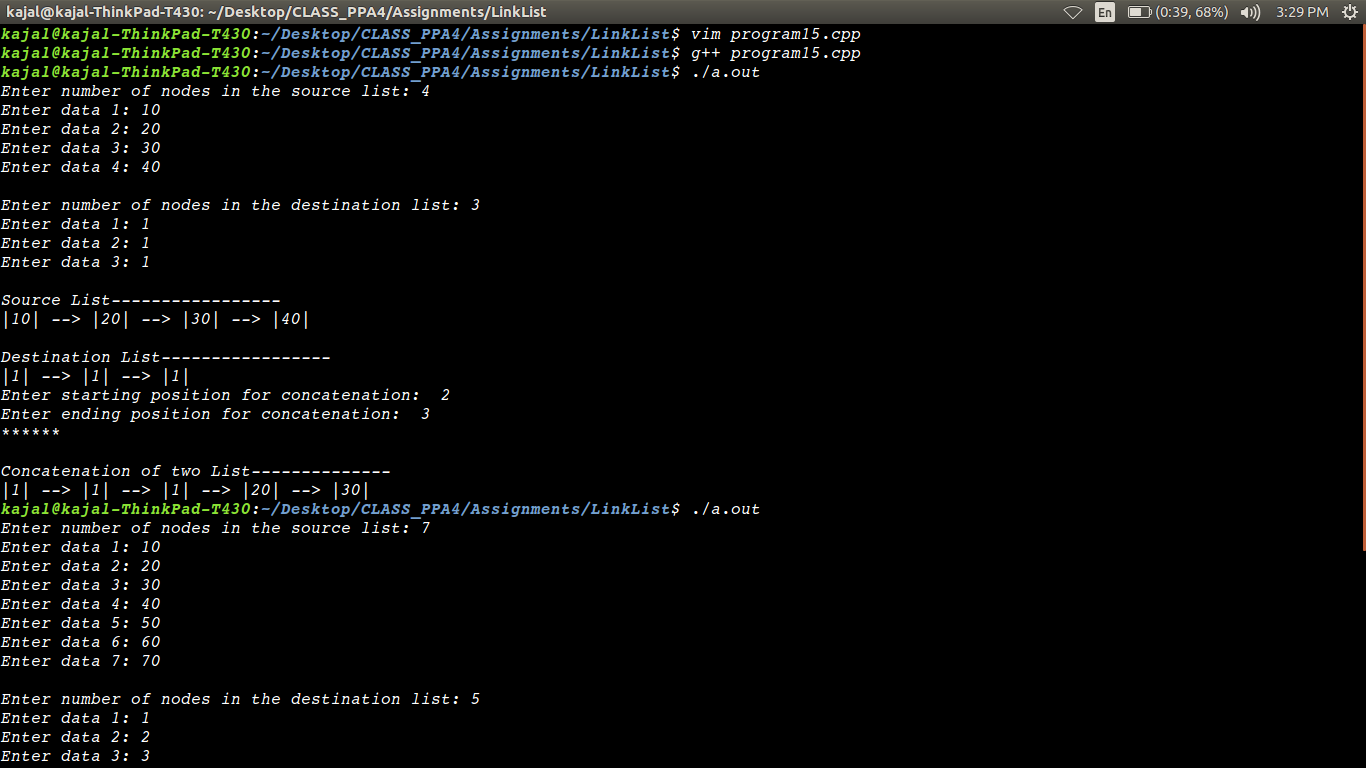 kajal@kajal-ThinkPad-T430: ~/Desktop/CLASS_PPA4/Assignments/LinkList En (0:39, 68%) 3:29 PM
kajal@kajal-ThinkPad-T430:~/Desktop/CLASS_PPA4/Assignments/LinkList$ vim program15.cpp
kajal@kajal-ThinkPad-T430:~/Desktop/CLASS_PPA4/Assignments/LinkList$ g++ program15.cpp
kajal@kajal-ThinkPad-T430:~/Desktop/CLASS_PPA4/Assignments/LinkList$ ./a.out
Enter number of nodes in the source list: 4
Enter data 1: 10
Enter data 2: 20
Enter data 3: 30
Enter data 4: 40
Enter number of nodes in the destination list: 3
Enter data 1: 1
Enter data 2: 1
Enter data 3: 1
Source List-----------------
|10| --> |20| --> |30| --> |40|
Destination List-----------------
|1| --> |1| --> |1|
Enter starting position for concatenation:  2
Enter ending position for concatenation:  3
******
Concatenation of two List--------------
|1| --> |1| --> |1| --> |20| --> |30|
kajal@kajal-ThinkPad-T430:~/Desktop/CLASS_PPA4/Assignments/LinkList$ ./a.out
Enter number of nodes in the source list: 7
Enter data 1: 10
Enter data 2: 20
Enter data 3: 30
Enter data 4: 40
Enter data 5: 50
Enter data 6: 60
Enter data 7: 70
Enter number of nodes in the destination list: 5
Enter data 1: 1
Enter data 2: 2
Enter data 3: 3